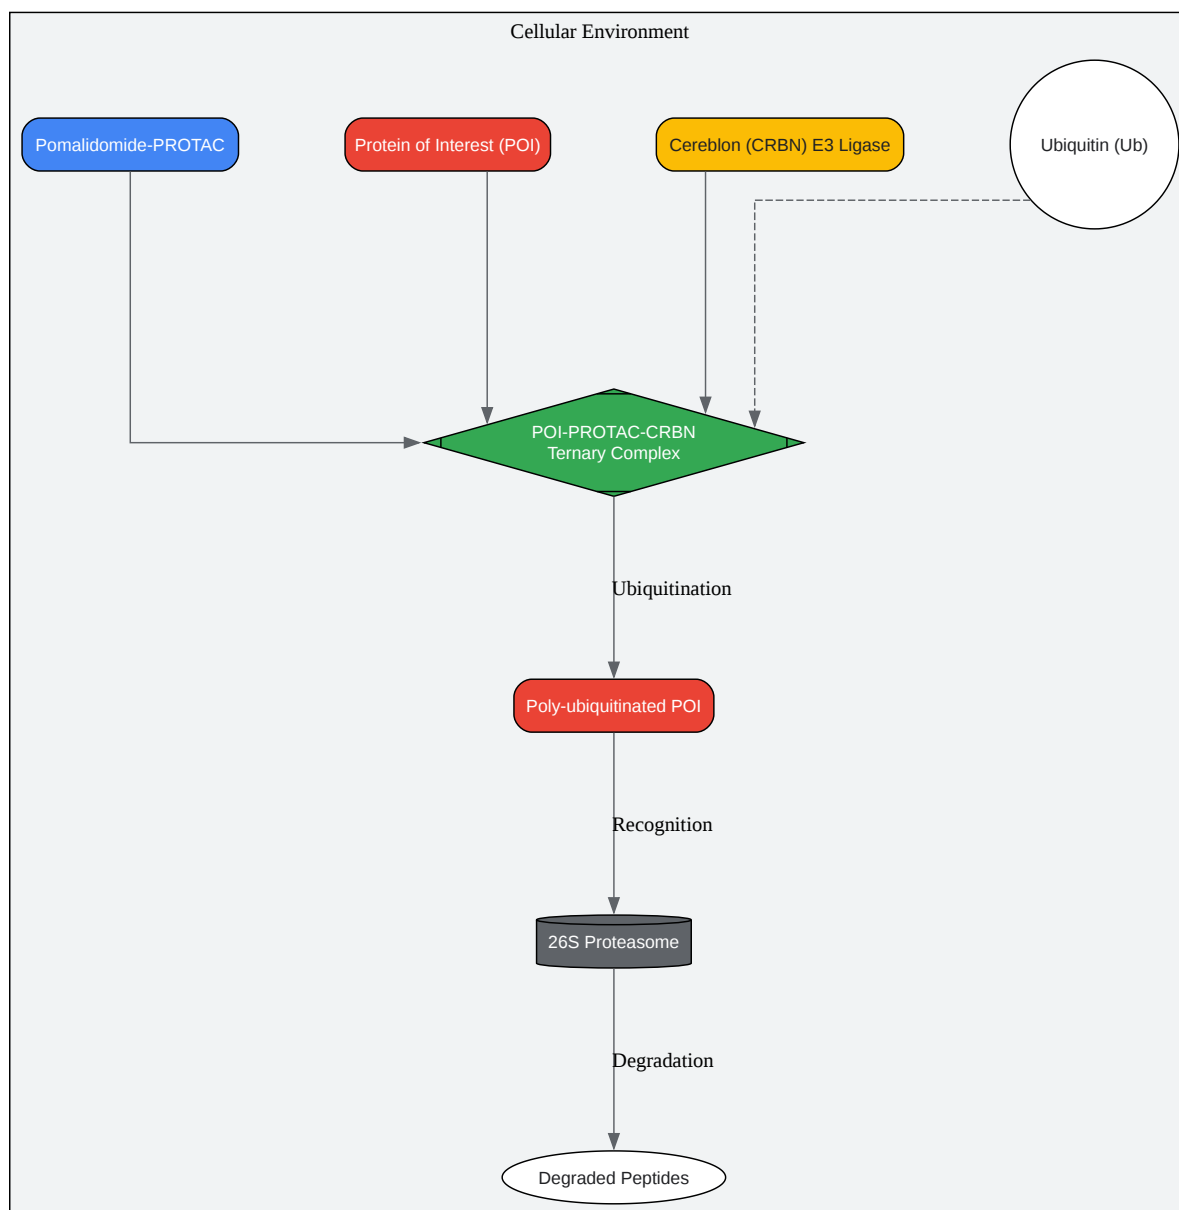 Cellular Environment
Pomalidomide-PROTAC
Protein of Interest (POI)
Cereblon (CRBN) E3 Ligase
Ubiquitin (Ub)
POI-PROTAC-CRBN
Ternary Complex
Ubiquitination
Poly-ubiquitinated POI
Recognition
26S Proteasome
Degradation
Degraded Peptides